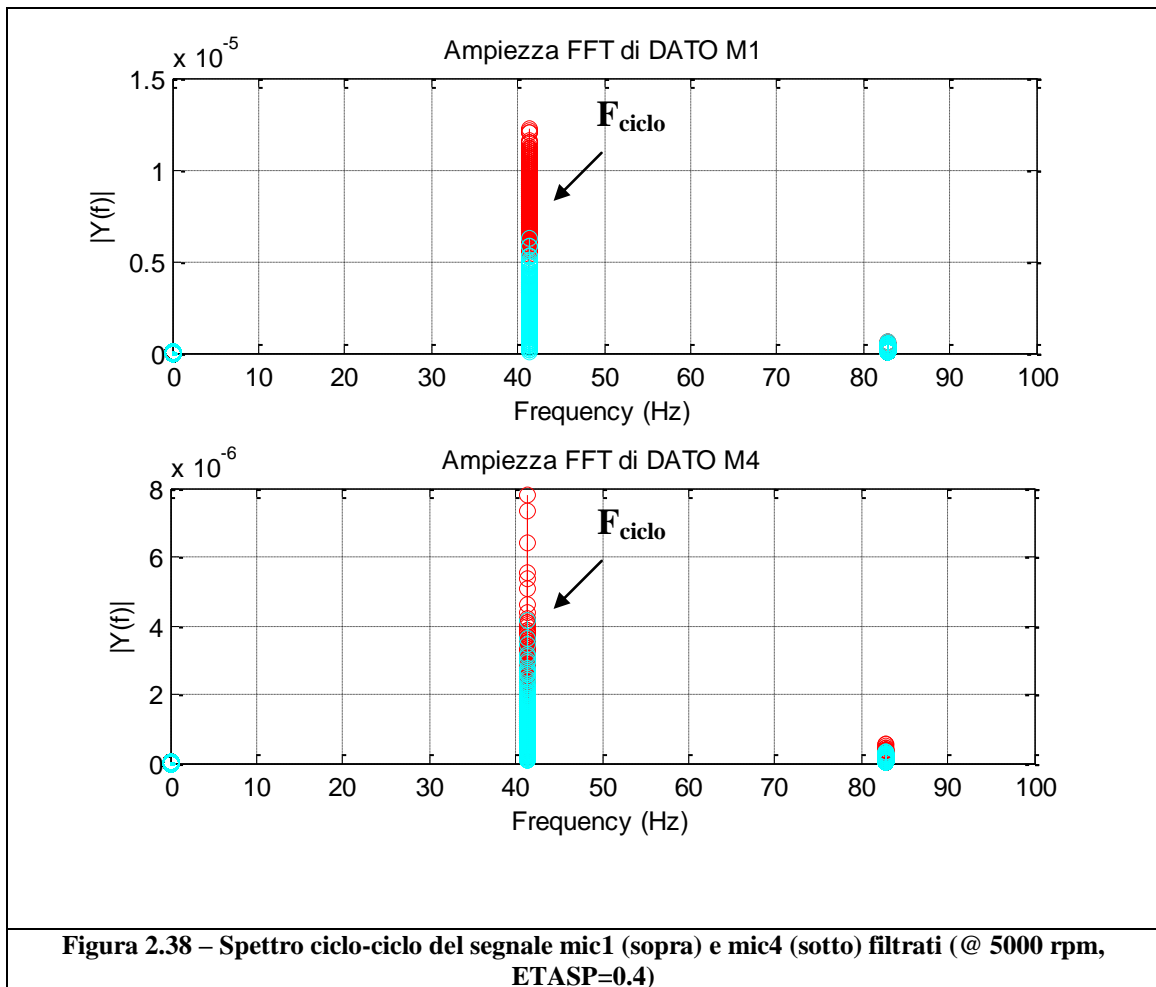 Ampiezza FFT di DATO M1
x 10-5
1.5
1
0.5
0
|Y(f)|
Fciclo
0 10 20 30 40 50 60 70 80 90 100
Frequency (Hz)
Ampiezza FFT di DATO M4
x 10-6
8
6
4
2
0
|Y(f)|
Fciclo
0 10 20 30 40 50 60 70 80 90 100
Frequency (Hz)
Figura 2.38 – Spettro ciclo-ciclo del segnale mic1 (sopra) e mic4 (sotto) filtrati (@ 5000 rpm,
ETASP=0.4)